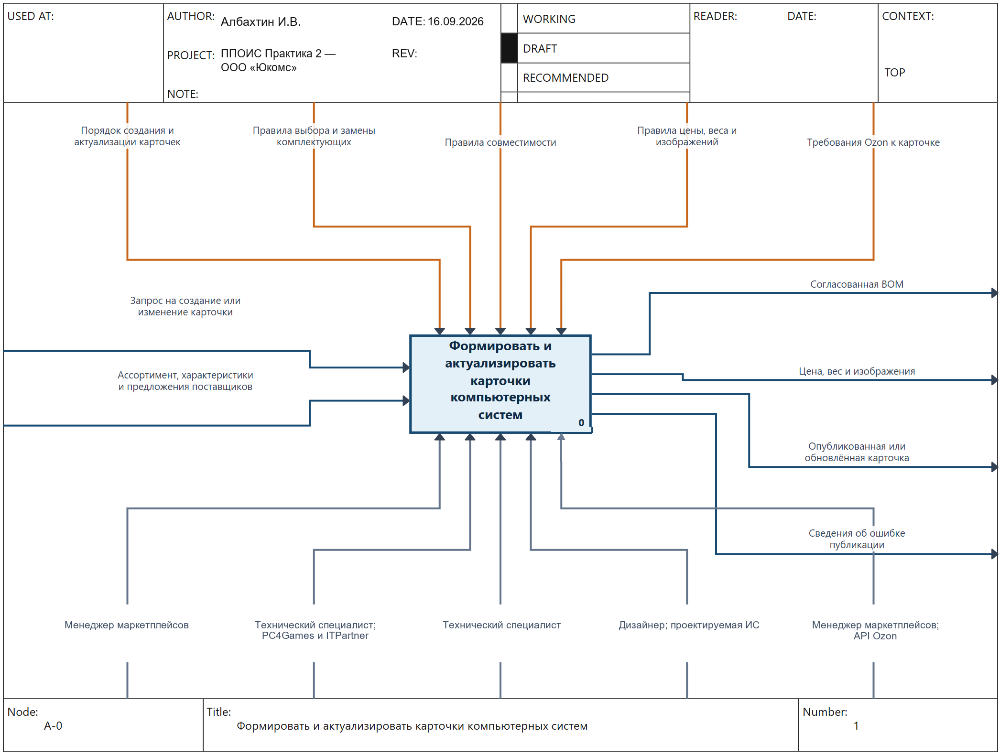 USED AT:
AUTHOR: Албахтин И.В.
DATE: 16.09.2026
PROJECT: ППОИС Практика 2 —
ООО «Юкомс»
REV:
NOTE:
WORKING
DRAFT
RECOMMENDED
READER:
DATE:
CONTEXT:
TOP
Порядок создания и
актуализации карточек
Правила выбора и замены
комплектующих
Правила совместимости
Правила цены, веса и
изображений
Требования Ozon к карточке
Запрос на создание или
изменение карточки
Ассортимент, характеристики
и предложения поставщиков
Формировать и
актуализировать
карточки
компьютерных
систем
0
Согласованная BOM
Цена, вес и изображения
Опубликованная или
обновлённая карточка
Сведения об ошибке
публикации
Менеджер маркетплейсов
Технический специалист;
PC4Games и ITPartner
Технический специалист
Дизайнер; проектируемая ИС
Менеджер маркетплейсов;
API Ozon
Node:
A-0
Title:
Формировать и актуализировать карточки компьютерных систем
Number:
1